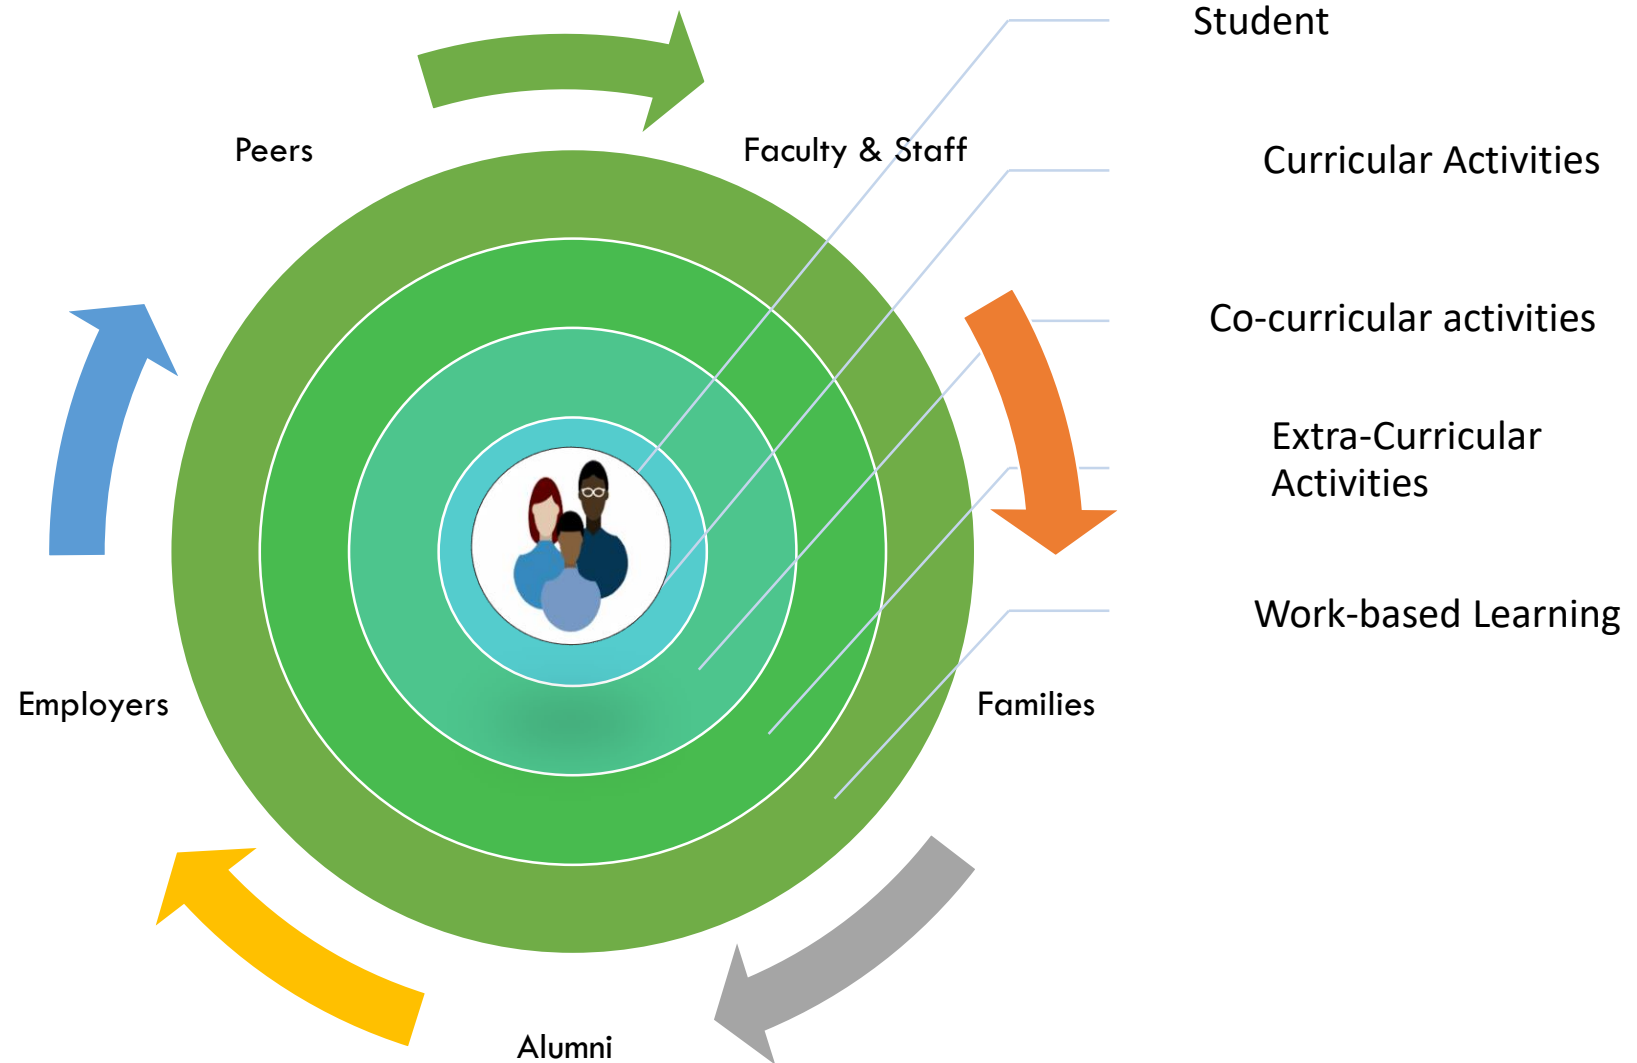 Student
Peers
Faculty & Staff
Curricular Activities
Co-curricular activities
Extra-Curricular
Activities
Work-based Learning
Employers
Families
Alumni